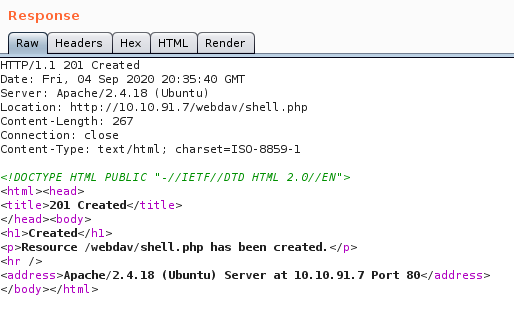 Response
Raw Headers Hex HTML Render
HTTP/1.1 201 Created
Date: Fri, 04 Sep 2020 20:35:40 GMT
Server: Apache/2.4.18 (Ubuntu)
Location: http://10.10.91.7/webdav/shell.php
Content-Length: 267
Connection: close
Content-Type: text/html; charset=ISO-8859-1

<!DOCTYPE HTML PUBLIC "-//IETF//DTD HTML 2.0//EN">
<html><head>
<title>201 Created</title>
</head><body>
<h1>Created</h1>
<p>Resource /webdav/shell.php has been created.</p>
<hr />
<address>Apache/2.4.18 (Ubuntu) Server at 10.10.91.7 Port 80</address>
</body></html>